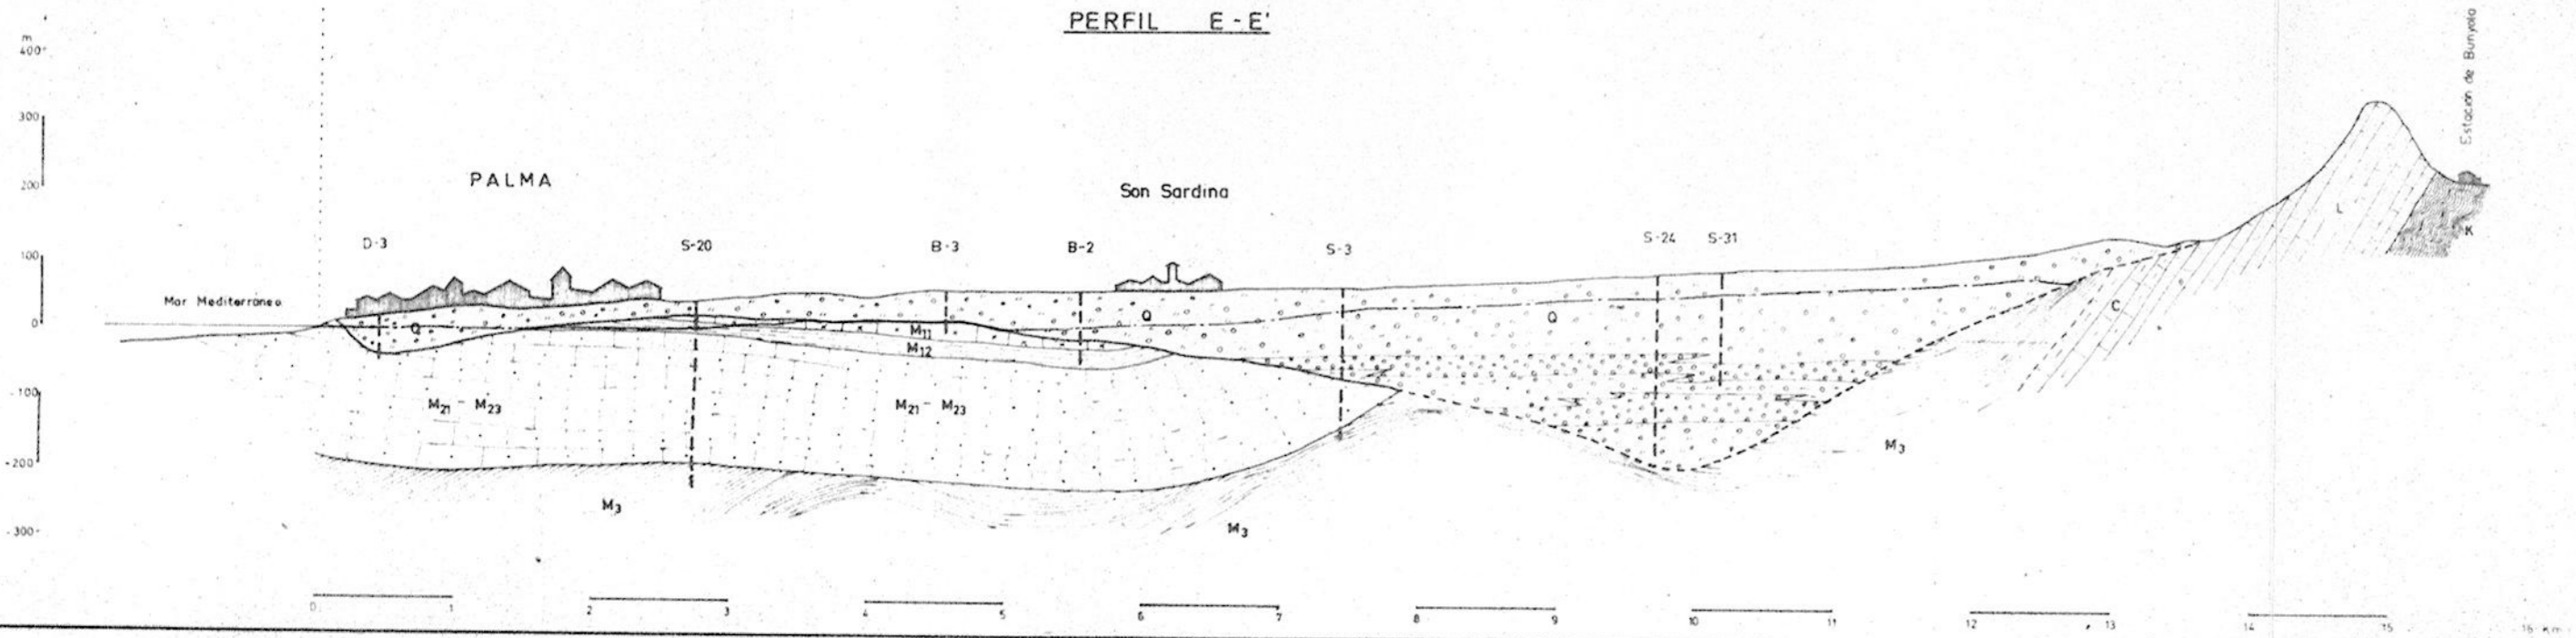 PERFIL E-E'
m
400
300
200
100
0
-100
-200
-300
Estación de Bunyola
PALMA
Son Sardina
D-3
S-20
B-3
B-2
S-3
S-24
S-31
Mar Mediterráneo
Q
Q
Q
M11
M12
M21 - M23
M21 - M23
M3
M3
M3
C
L
K
0 1 2 3 4 5 6 7 8 9 10 11 12 13 14 15 16 Km